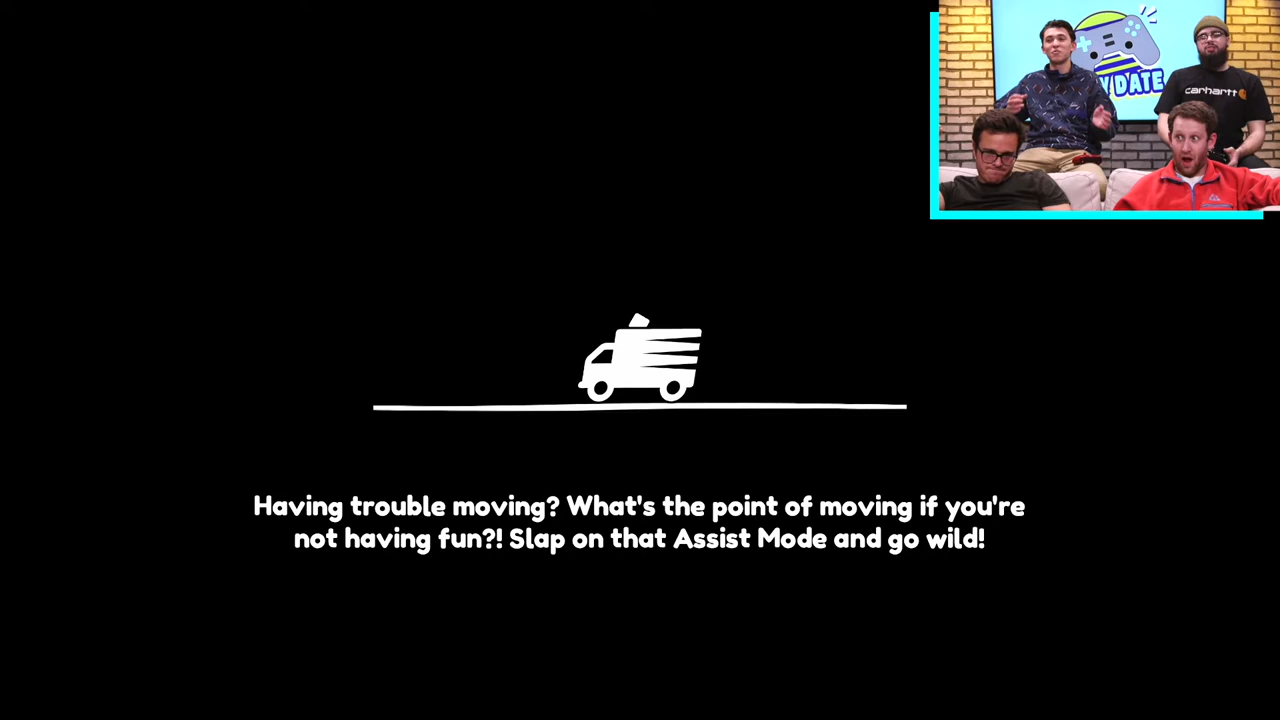 DATE
carhartt
Having trouble moving? What's the point of moving if you're
not having fun?! Slap on that Assist Mode and go wild!